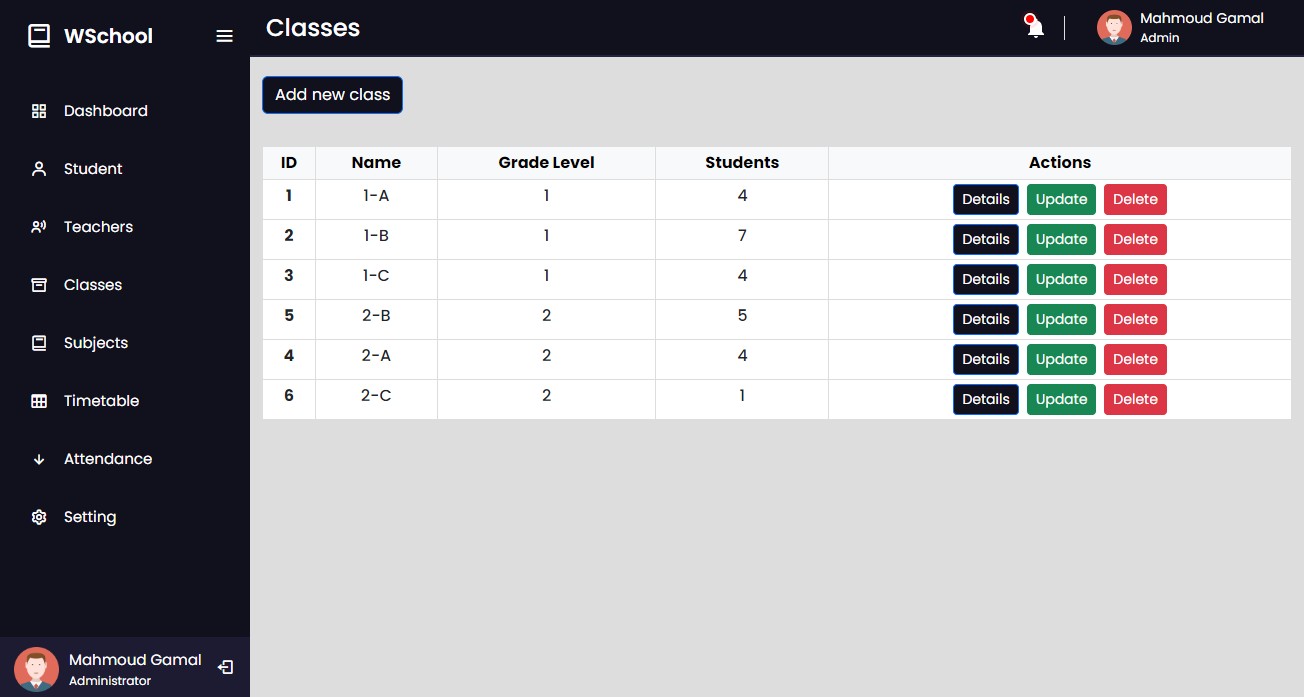 WSchool
Classes
Mahmoud Gamal
Admin
Dashboard
Student
Teachers
Classes
Subjects
Timetable
Attendance
Setting
Mahmoud Gamal
Administrator
Add new class
ID Name Grade Level Students Actions
1 1-A 1 4 Details Update Delete
2 1-B 1 7 Details Update Delete
3 1-C 1 4 Details Update Delete
5 2-B 2 5 Details Update Delete
4 2-A 2 4 Details Update Delete
6 2-C 2 1 Details Update Delete